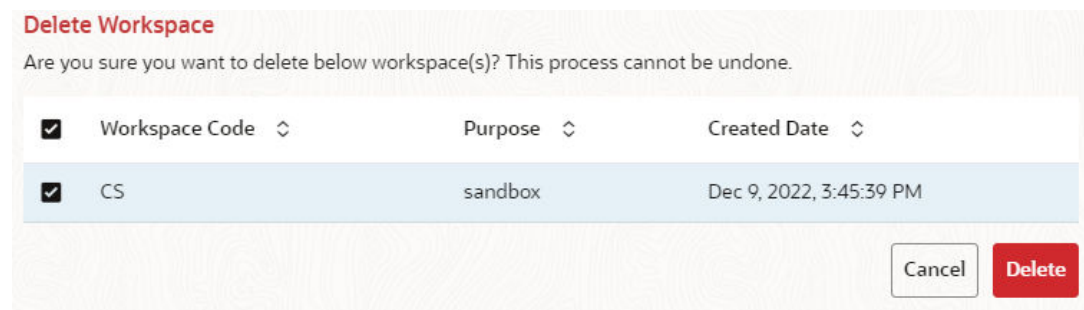 Delete Workspace
Are you sure you want to delete below workspace(s)? This process cannot be undone.
Workspace Code Purpose Created Date
CS sandbox Dec 9, 2022, 3:45:39 PM
Cancel Delete